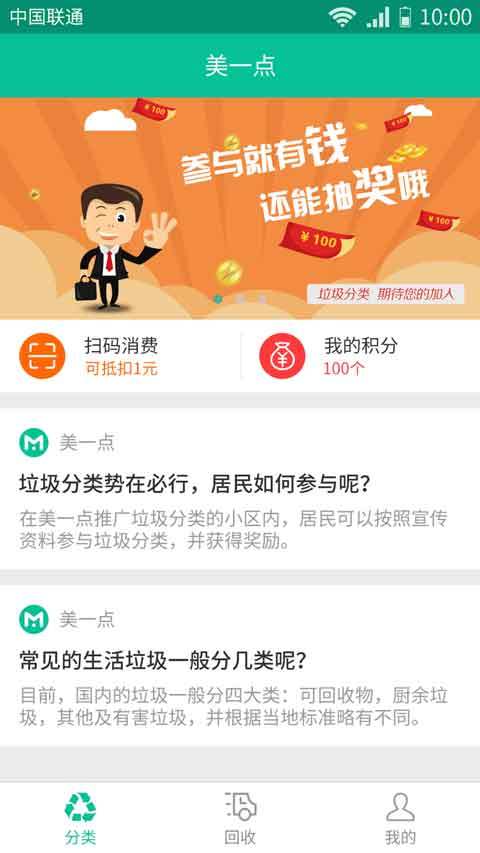 中国联通 10:00
美一点
¥100
¥100
参与就有钱
还能抽奖哦
¥100
¥100
垃圾分类 期待您的加入
扫码消费
可抵扣1元
我的积分
100个
美一点
垃圾分类势在必行，居民如何参与呢？
在美一点推广垃圾分类的小区内，居民可以按照宣传
资料参与垃圾分类，并获得奖励。
美一点
常见的生活垃圾一般分几类呢？
目前，国内的垃圾一般分四大类：可回收物，厨余垃
圾，其他及有害垃圾，并根据当地标准略有不同。
分类
回收
我的